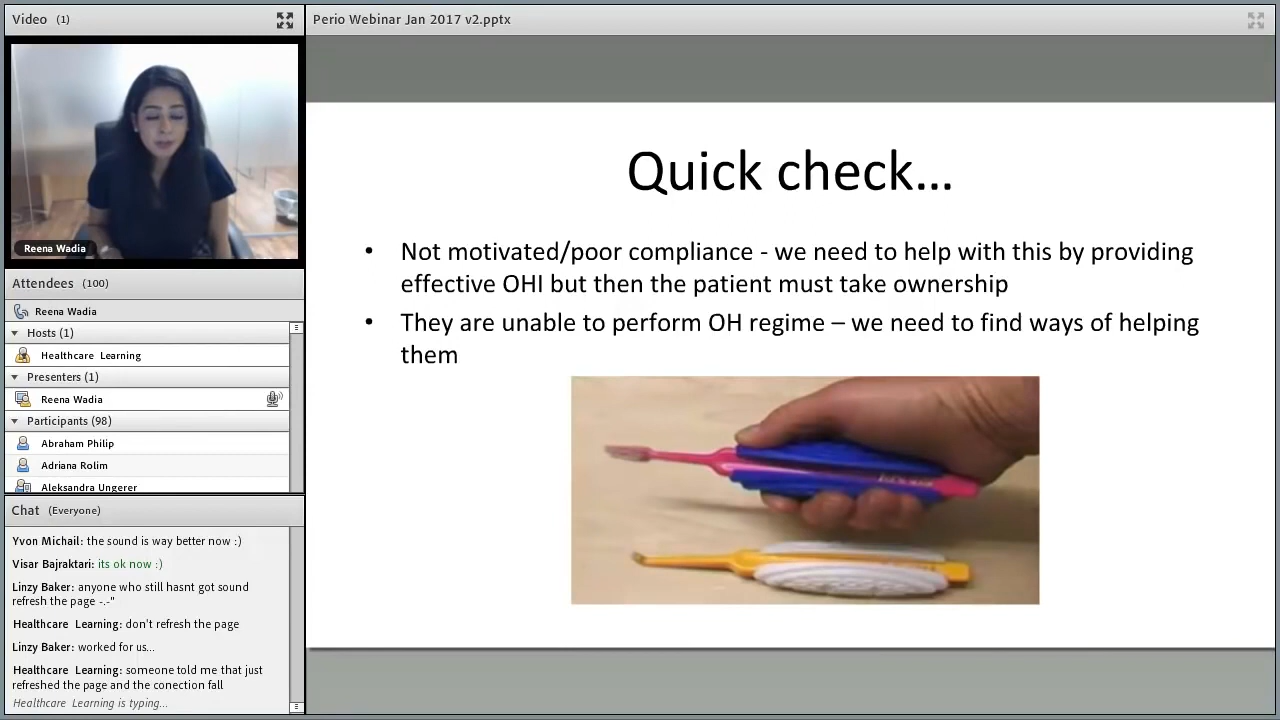 Video (1)
Perio Webinar Jan 2017 v2.pptx
Reena Wadia
Attendees (100)
Reena Wadia
Hosts (1)
Healthcare Learning
Presenters (1)
Reena Wadia
Participants (98)
Abraham Philip
Adriana Rolim
Aleksandra Ungerer
Chat (Everyone)
Yvon Michail: the sound is way better now :)
Visar Bajraktari: its ok now :)
Linzy Baker: anyone who still hasnt got sound
refresh the page -.-"
Healthcare Learning: don't refresh the page
Linzy Baker: worked for us...
Healthcare Learning: someone told me that just
refreshed the page and the conection fall
Healthcare Learning is typing...
Quick check...
• Not motivated/poor compliance - we need to help with this by providing
effective OHI but then the patient must take ownership
• They are unable to perform OH regime – we need to find ways of helping
them